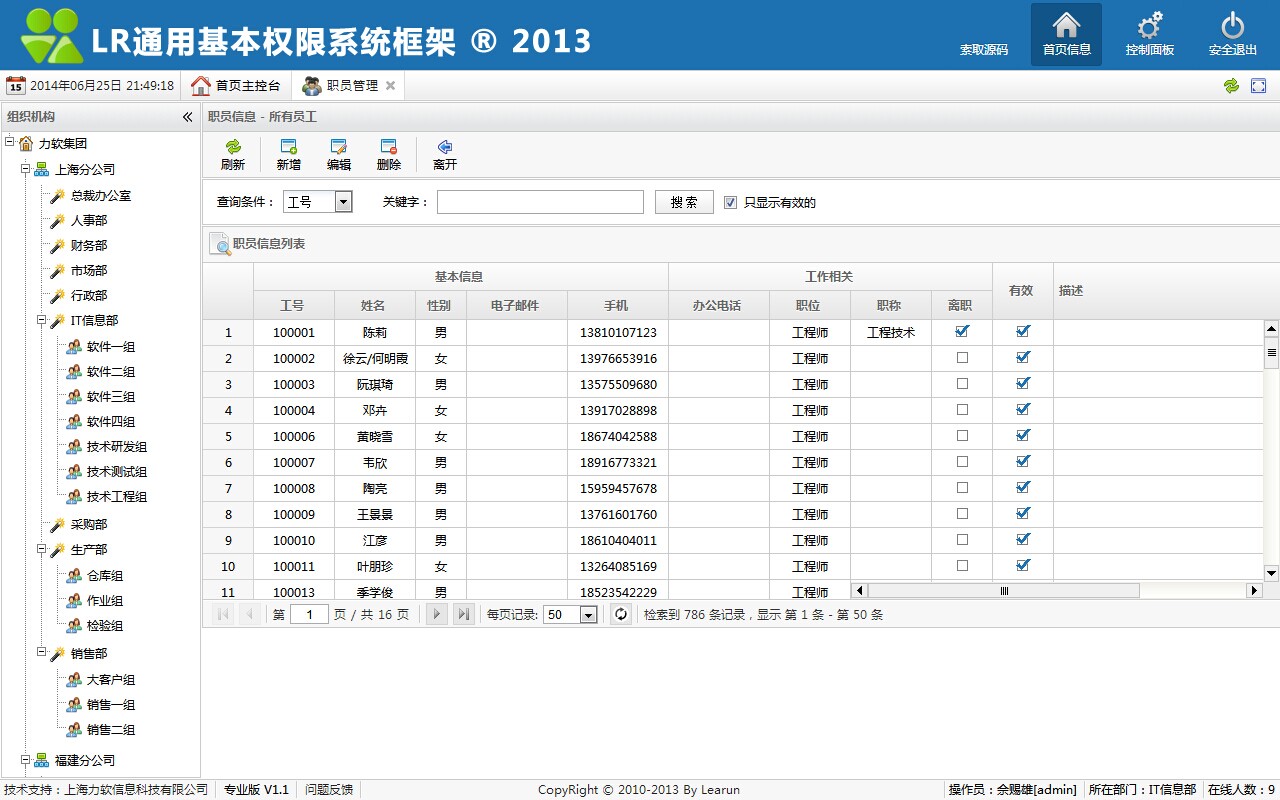 LR通用基本权限系统框架 ® 2013
索取源码 首页信息 控制面板 安全退出
15 2014年06月25日 21:49:18 首页主控台 职员管理
组织机构
力软集团
上海分公司
总裁办公室
人事部
财务部
市场部
行政部
IT信息部
软件一组
软件二组
软件三组
软件四组
技术研发组
技术测试组
技术工程组
采购部
生产部
仓库组
作业组
检验组
销售部
大客户组
销售一组
销售二组
福建分公司
职员信息 - 所有员工
刷新 新增 编辑 删除 离开
查询条件： 工号 关键字： 搜 索 只显示有效的
职员信息列表
基本信息 工作相关 有效 描述
工号 姓名 性别 电子邮件 手机 办公电话 职位 职称 离职
1 100001 陈莉 男 13810107123 工程师 工程技术
2 100002 徐云/何明霞 女 13976653916 工程师
3 100003 阮琪琦 男 13575509680 工程师
4 100004 邓卉 女 13917028898 工程师
5 100006 黄晓雪 女 18674042588 工程师
6 100007 韦欣 男 18916773321 工程师
7 100008 陶亮 男 15959457678 工程师
8 100009 王景景 男 13761601760 工程师
9 100010 江彦 男 18610404011 工程师
10 100011 叶朋珍 女 13264085169 工程师
11 100013 季学俊 男 18523542229 工程师
第 1 页 / 共 16 页 每页记录: 50 检索到 786 条记录，显示 第 1 条 - 第 50 条
技术支持：上海力软信息科技有限公司 专业版 V1.1 问题反馈 CopyRight © 2010-2013 By Learun 操作员：佘赐雄[admin] 所在部门：IT信息部 在线人数：9